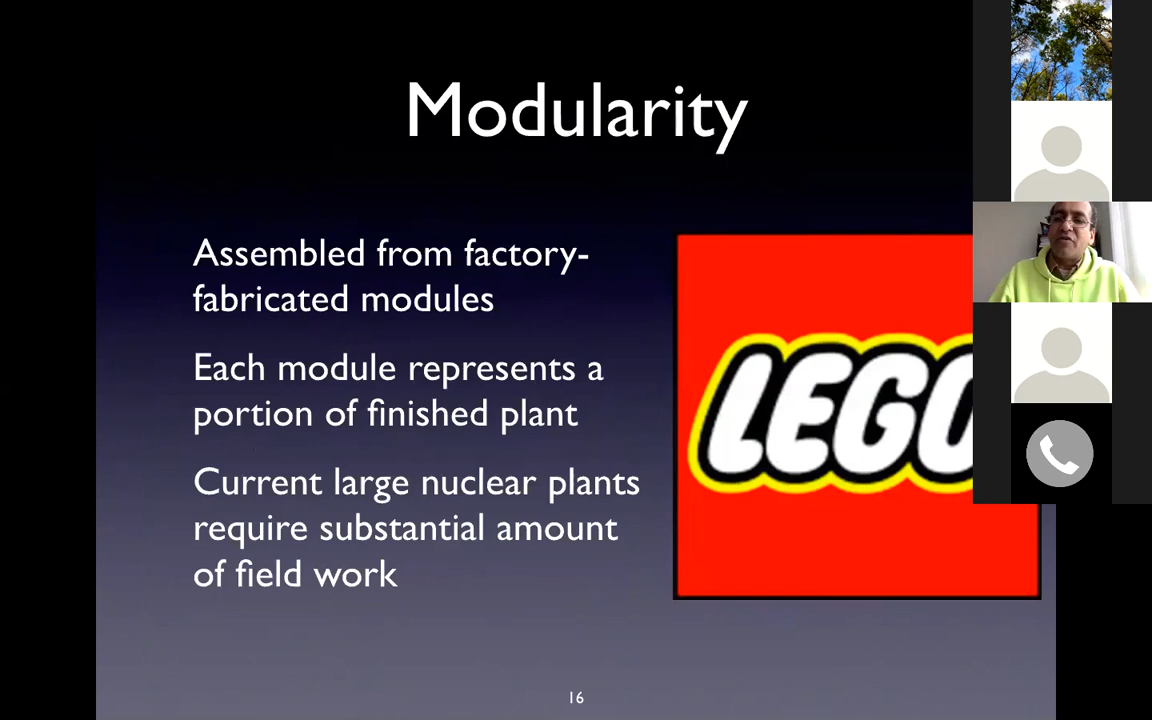 Modularity
Assembled from factory-
fabricated modules
Each module represents a
portion of finished plant
Current large nuclear plants
require substantial amount
of field work
LEGO
16